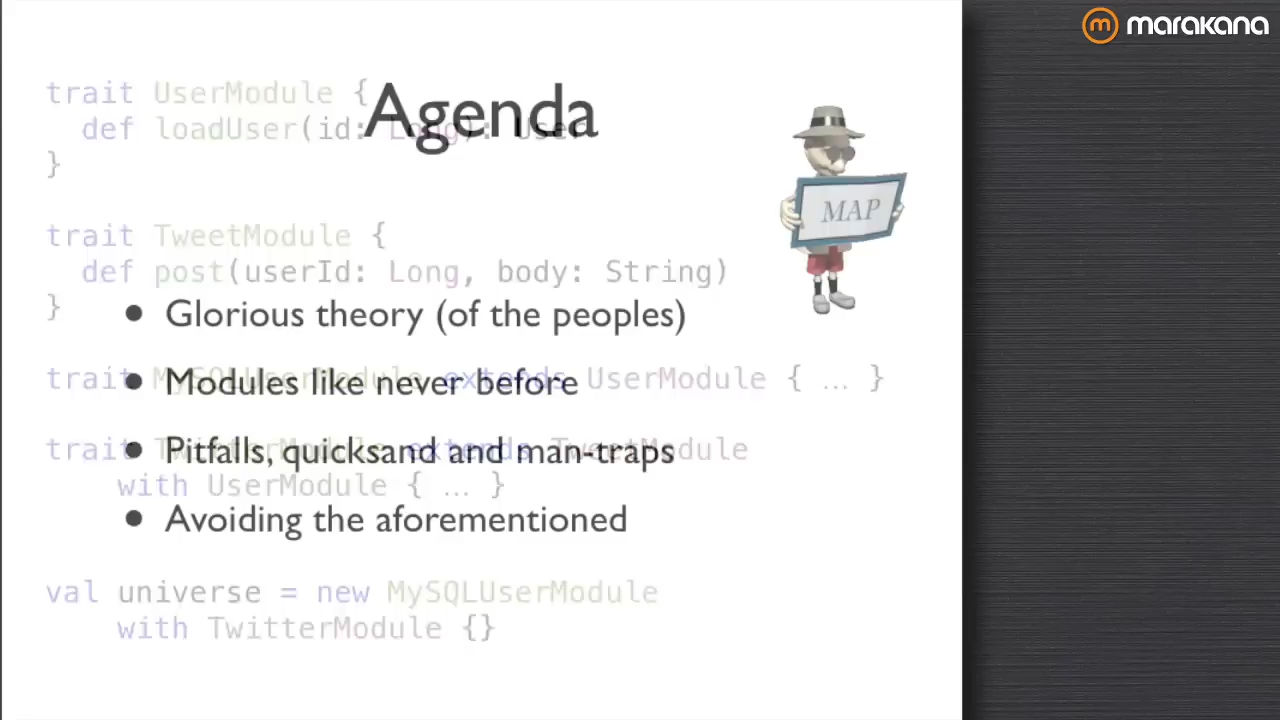 marakana
Agenda
MAP
trait UserModule {
def loadUser(id: Long): User
}
trait TweetModule {
def post(userId: Long, body: String)
}
• Glorious theory (of the peoples)
trait MySQLUserModule extends UserModule { ... }
• Modules like never before
trait TwitterModule extends TweetModule
• Pitfalls, quicksand and man-traps
with UserModule { ... }
• Avoiding the aforementioned
val universe = new MySQLUserModule
with TwitterModule {}